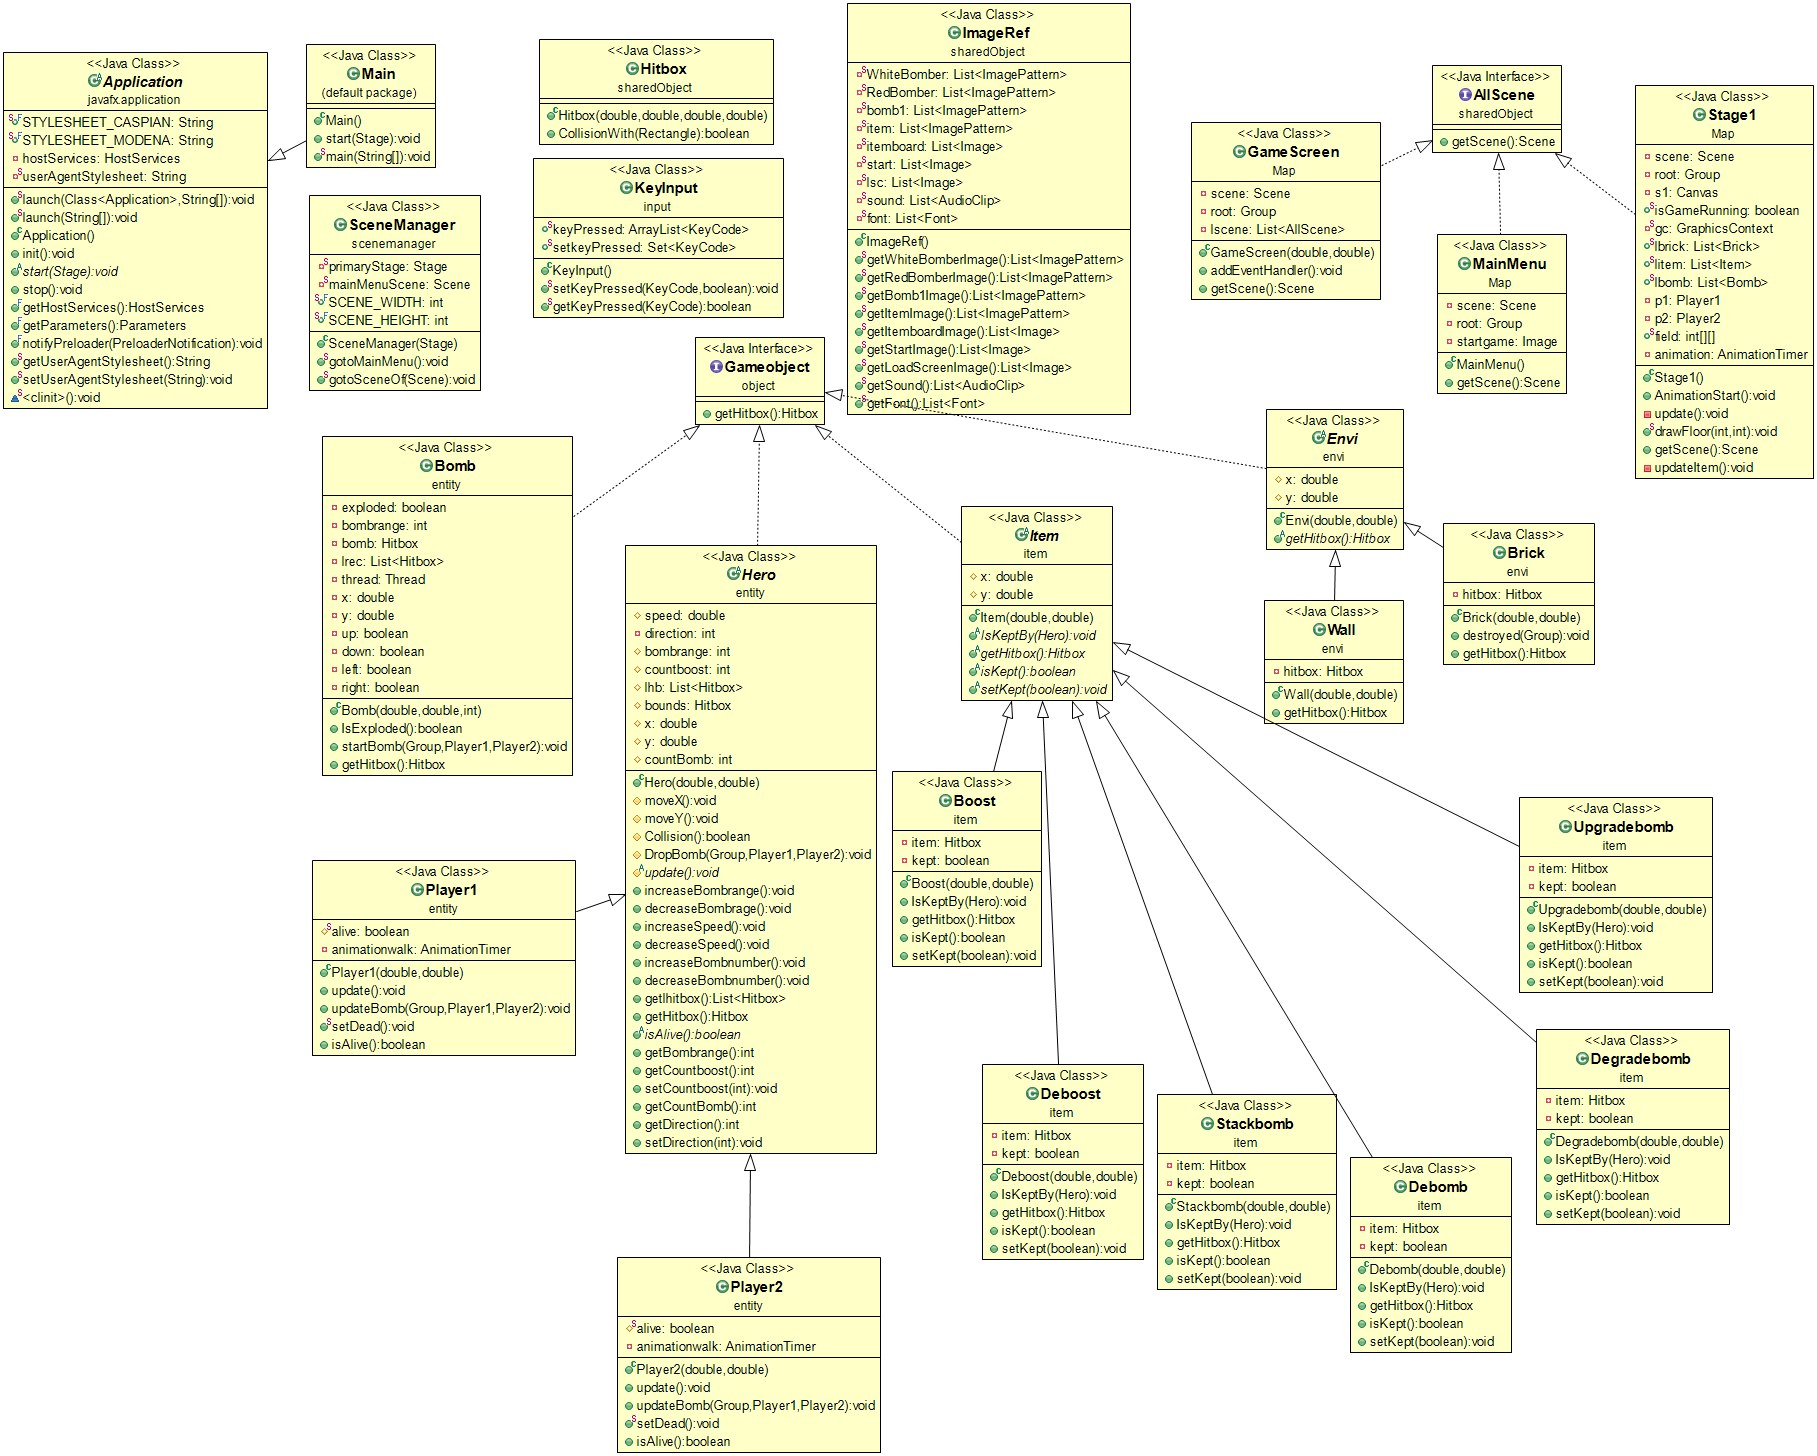 <<Java Class>>
Application
javafx.application
STYLESHEET_CASPIAN: String
STYLESHEET_MODENA: String
hostServices: HostServices
userAgentStylesheet: String
launch(Class<Application>,String[]):void
launch(String[]):void
Application()
init():void
start(Stage):void
stop():void
getHostServices():HostServices
getParameters():Parameters
notifyPreloader(PreloaderNotification):void
getUserAgentStylesheet():String
setUserAgentStylesheet(String):void
<clinit>():void
<<Java Class>>
Main
(default package)
Main()
start(Stage):void
main(String[]):void
<<Java Class>>
SceneManager
scenemanager
primaryStage: Stage
mainMenuScene: Scene
SCENE_WIDTH: int
SCENE_HEIGHT: int
SceneManager(Stage)
gotoMainMenu():void
gotoSceneOf(Scene):void
<<Java Class>>
Hitbox
sharedObject
Hitbox(double,double,double,double)
CollisionWith(Rectangle):boolean
<<Java Class>>
KeyInput
input
keyPressed: ArrayList<KeyCode>
setkeyPressed: Set<KeyCode>
KeyInput()
setKeyPressed(KeyCode,boolean):void
getKeyPressed(KeyCode):boolean
<<Java Class>>
ImageRef
sharedObject
WhiteBomber: List<ImagePattern>
RedBomber: List<ImagePattern>
bomb1: List<ImagePattern>
item: List<ImagePattern>
itemboard: List<Image>
start: List<Image>
lsc: List<Image>
sound: List<AudioClip>
font: List<Font>
ImageRef()
getWhiteBomberImage():List<ImagePattern>
getRedBomberImage():List<ImagePattern>
getBomb1Image():List<ImagePattern>
getItemImage():List<ImagePattern>
getItemboardImage():List<Image>
getStartImage():List<Image>
getLoadScreenImage():List<Image>
getSound():List<AudioClip>
getFont():List<Font>
<<Java Interface>>
AllScene
sharedObject
getScene():Scene
<<Java Class>>
GameScreen
Map
scene: Scene
root: Group
lscene: List<AllScene>
GameScreen(double,double)
addEventHandler():void
getScene():Scene
<<Java Class>>
MainMenu
Map
scene: Scene
root: Group
startgame: Image
MainMenu()
getScene():Scene
<<Java Class>>
Stage1
Map
scene: Scene
root: Group
s1: Canvas
isGameRunning: boolean
gc: GraphicsContext
lbrick: List<Brick>
litem: List<Item>
lbomb: List<Bomb>
p1: Player1
p2: Player2
field: int[][]
animation: AnimationTimer
Stage1()
AnimationStart():void
update():void
drawFloor(int,int):void
getScene():Scene
updateItem():void
<<Java Interface>>
Gameobject
object
getHitbox():Hitbox
<<Java Class>>
Bomb
entity
exploded: boolean
bombrange: int
bomb: Hitbox
lrec: List<Hitbox>
thread: Thread
x: double
y: double
up: boolean
down: boolean
left: boolean
right: boolean
Bomb(double,double,int)
IsExploded():boolean
startBomb(Group,Player1,Player2):void
getHitbox():Hitbox
<<Java Class>>
Hero
entity
speed: double
direction: int
bombrange: int
countboost: int
lhb: List<Hitbox>
bounds: Hitbox
x: double
y: double
countBomb: int
Hero(double,double)
moveX():void
moveY():void
Collision():boolean
DropBomb(Group,Player1,Player2):void
update():void
increaseBombrange():void
decreaseBombrage():void
increaseSpeed():void
decreaseSpeed():void
increaseBombnumber():void
decreaseBombnumber():void
getlhitbox():List<Hitbox>
getHitbox():Hitbox
isAlive():boolean
getBombrange():int
getCountboost():int
setCountboost(int):void
getCountBomb():int
getDirection():int
setDirection(int):void
<<Java Class>>
Item
item
x: double
y: double
Item(double,double)
IsKeptBy(Hero):void
getHitbox():Hitbox
isKept():boolean
setKept(boolean):void
<<Java Class>>
Envi
envi
x: double
y: double
Envi(double,double)
getHitbox():Hitbox
<<Java Class>>
Brick
envi
hitbox: Hitbox
Brick(double,double)
destroyed(Group):void
getHitbox():Hitbox
<<Java Class>>
Wall
envi
hitbox: Hitbox
Wall(double,double)
getHitbox():Hitbox
<<Java Class>>
Boost
item
item: Hitbox
kept: boolean
Boost(double,double)
IsKeptBy(Hero):void
getHitbox():Hitbox
isKept():boolean
setKept(boolean):void
<<Java Class>>
Upgradebomb
item
item: Hitbox
kept: boolean
Upgradebomb(double,double)
IsKeptBy(Hero):void
getHitbox():Hitbox
isKept():boolean
setKept(boolean):void
<<Java Class>>
Player1
entity
alive: boolean
animationwalk: AnimationTimer
Player1(double,double)
update():void
updateBomb(Group,Player1,Player2):void
setDead():void
isAlive():boolean
<<Java Class>>
Deboost
item
item: Hitbox
kept: boolean
Deboost(double,double)
IsKeptBy(Hero):void
getHitbox():Hitbox
isKept():boolean
setKept(boolean):void
<<Java Class>>
Stackbomb
item
item: Hitbox
kept: boolean
Stackbomb(double,double)
IsKeptBy(Hero):void
getHitbox():Hitbox
isKept():boolean
setKept(boolean):void
<<Java Class>>
Debomb
item
item: Hitbox
kept: boolean
Debomb(double,double)
IsKeptBy(Hero):void
getHitbox():Hitbox
isKept():boolean
setKept(boolean):void
<<Java Class>>
Degradebomb
item
item: Hitbox
kept: boolean
Degradebomb(double,double)
IsKeptBy(Hero):void
getHitbox():Hitbox
isKept():boolean
setKept(boolean):void
<<Java Class>>
Player2
entity
alive: boolean
animationwalk: AnimationTimer
Player2(double,double)
update():void
updateBomb(Group,Player1,Player2):void
setDead():void
isAlive():boolean